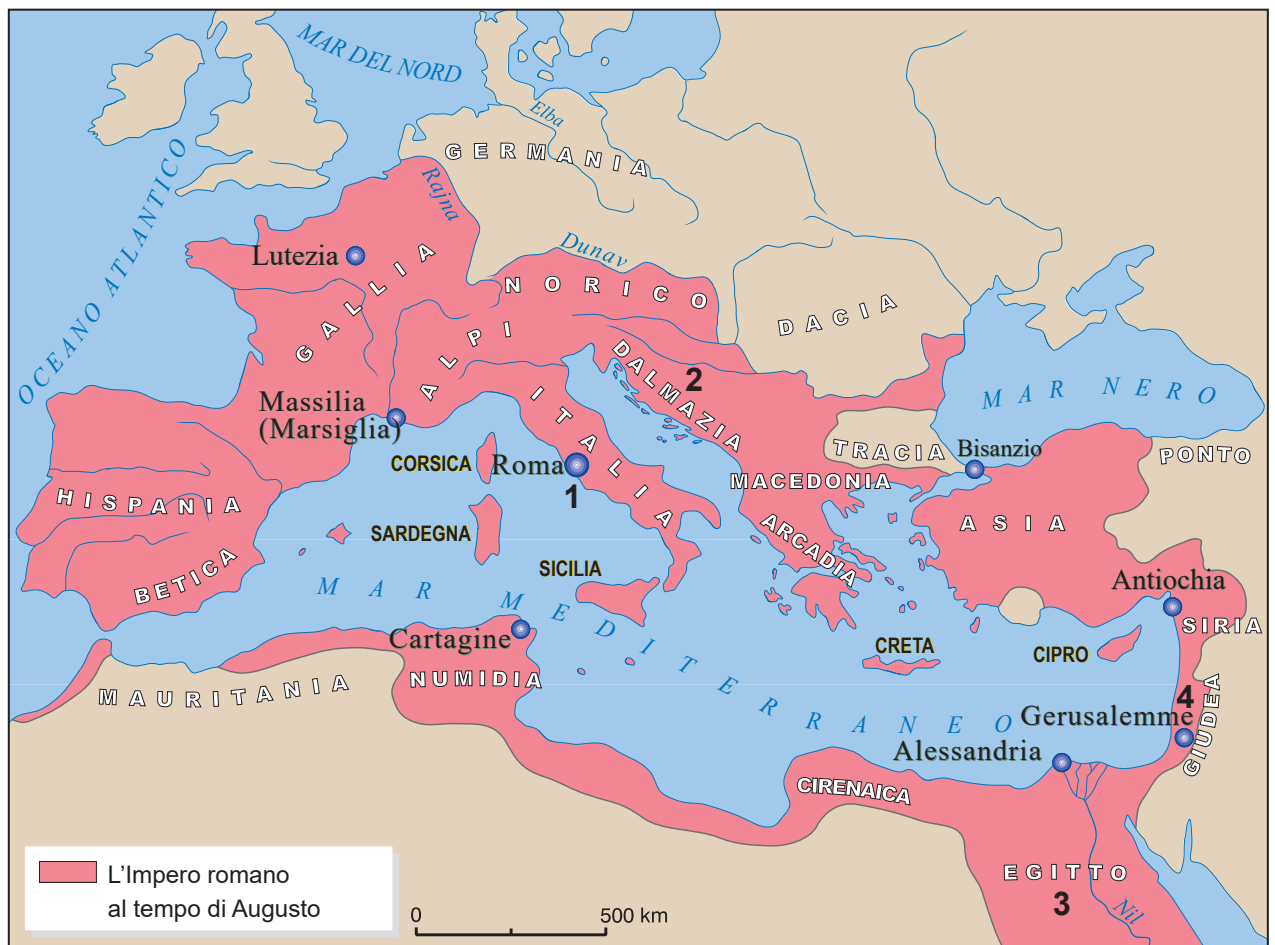 MAR DEL NORD
Elba
GERMANIA
OCEANO ATLANTICO
Rajna
Lutezia
Dunav
GALLIA
NORICO
DACIA
ALPI
DALMAZIA
2
MAR NERO
Massilia
(Marsiglia)
ITALIA
CORSICA
Roma
1
TRACIA
Bisanzio
PONTO
HISPANIA
MACEDONIA
SARDEGNA
ARCADIA
ASIA
BETICA
SICILIA
Antiochia
MAR MEDITERRANEO
Cartagine
SIRIA
CRETA
CIPRO
MAURITANIA
NUMIDIA
4
Gerusalemme
GIUDEA
Alessandria
CIRENAICA
EGITTO
3
Nil
L'Impero romano
al tempo di Augusto
0 500 km